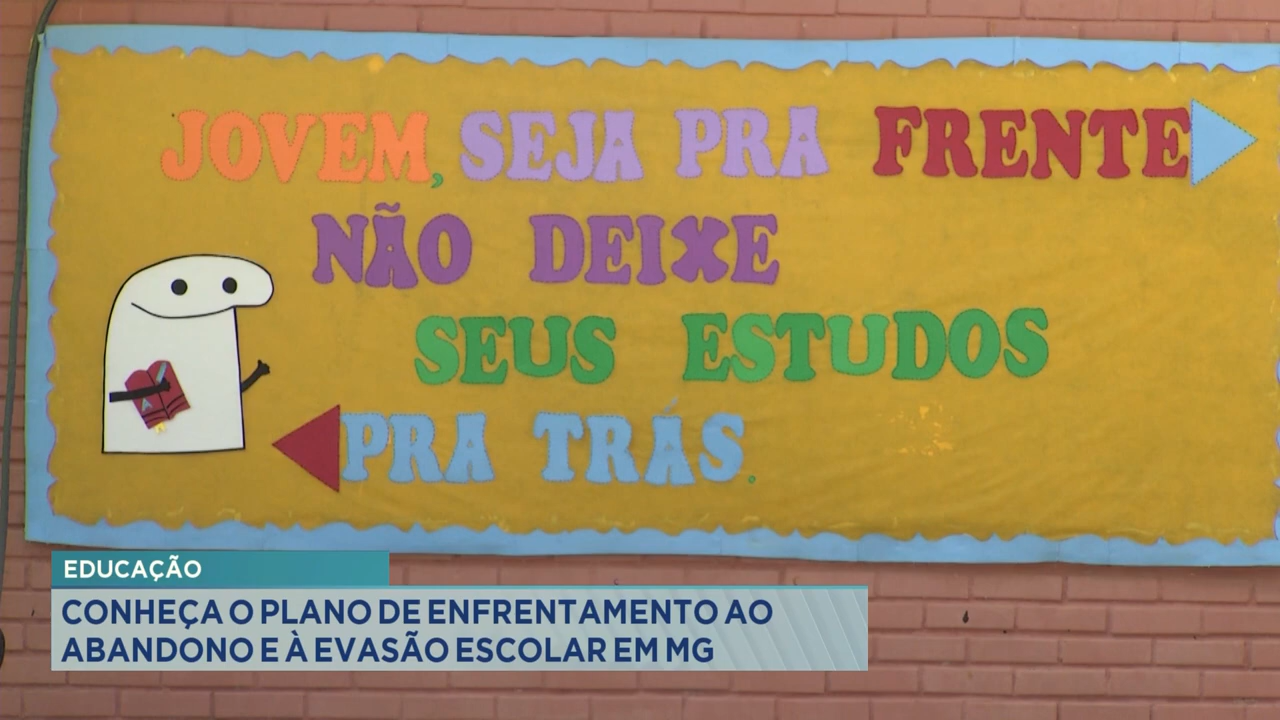 JOVEM, SEJA PRA FRENTE
NÃO DEIXE
SEUS ESTUDOS
PRA TRÁS.
EDUCAÇÃO
CONHEÇA O PLANO DE ENFRENTAMENTO AO
ABANDONO E À EVASÃO ESCOLAR EM MG